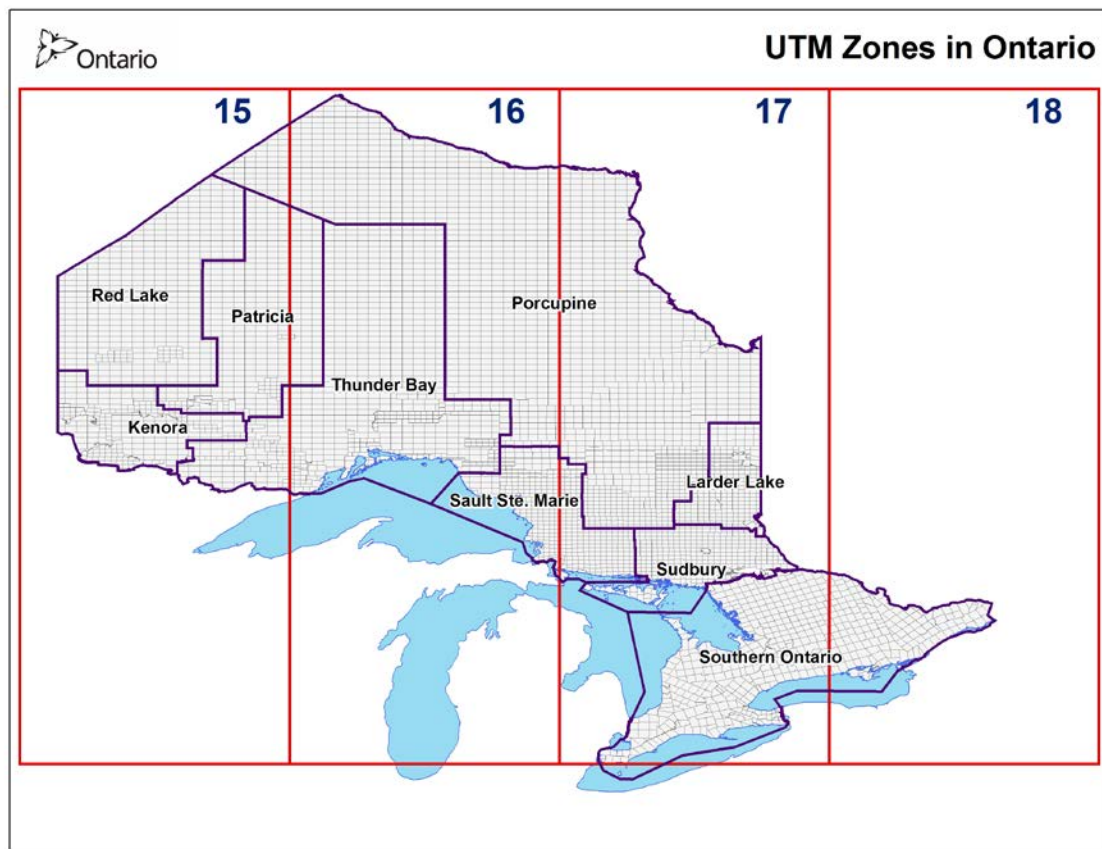 Ontario
UTM Zones in Ontario
15
16
17
18
Red Lake
Patricia
Porcupine
Thunder Bay
Kenora
Larder Lake
Sault Ste. Marie
Sudbury
Southern Ontario